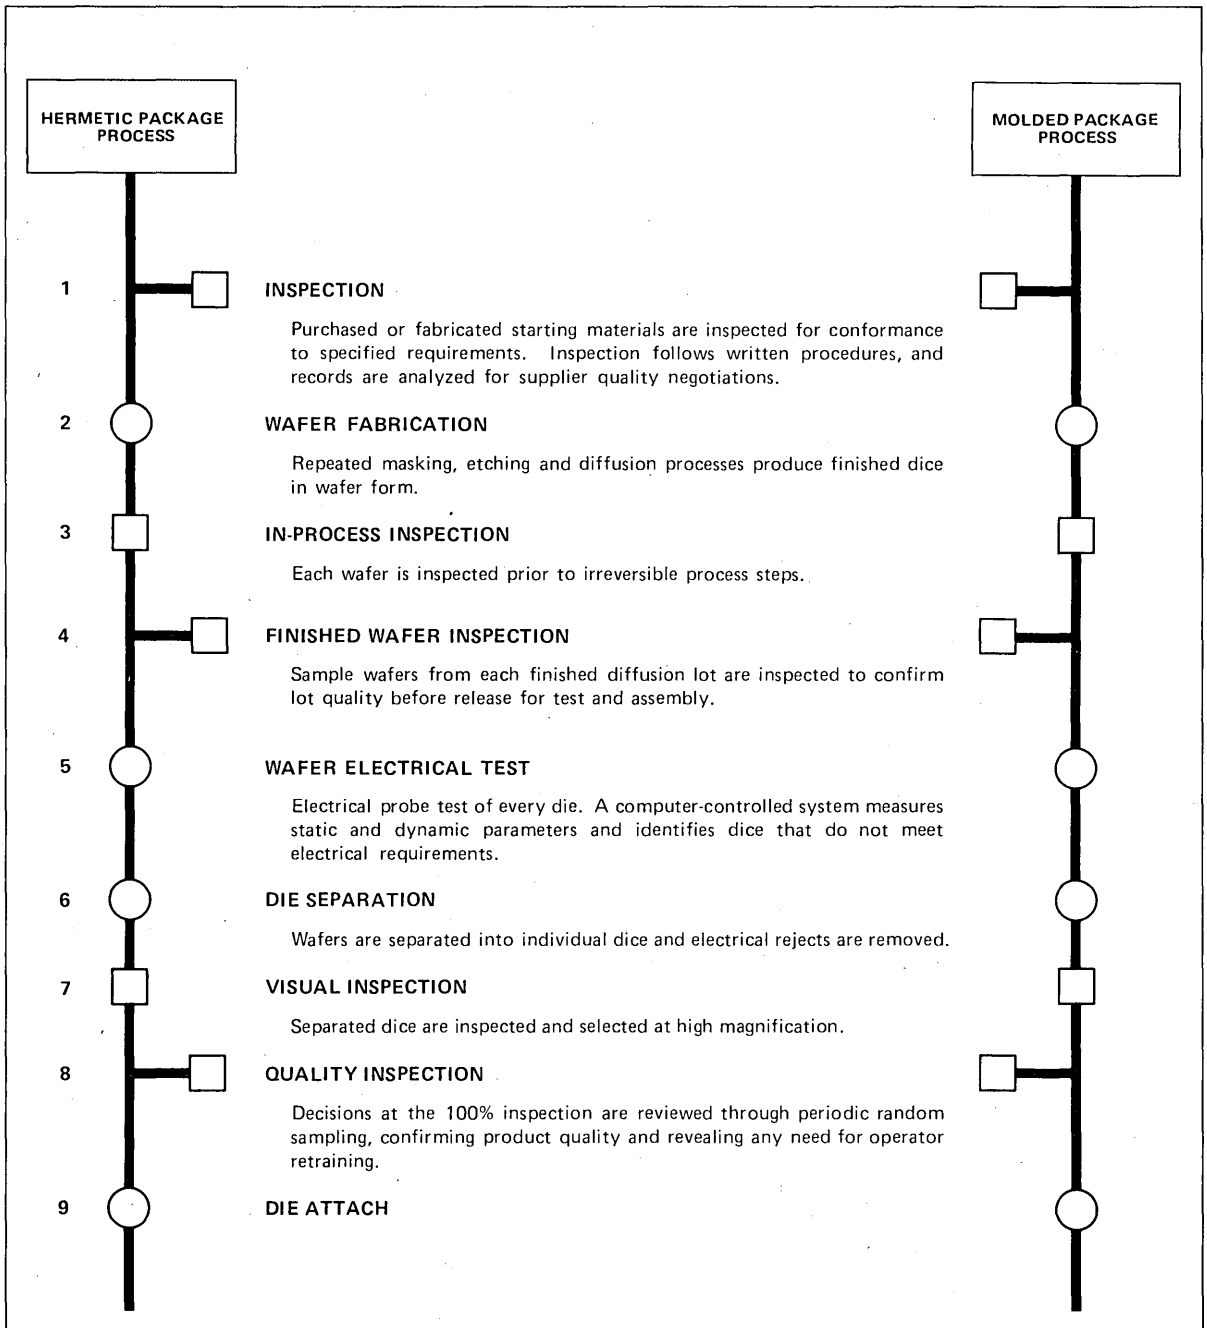 HERMETIC PACKAGE
PROCESS
MOLDED PACKAGE
PROCESS
1 INSPECTION
Purchased or fabricated starting materials are inspected for conformance
to specified requirements. Inspection follows written procedures, and
records are analyzed for supplier quality negotiations.
2 WAFER FABRICATION
Repeated masking, etching and diffusion processes produce finished dice
in wafer form.
3 IN-PROCESS INSPECTION
Each wafer is inspected prior to irreversible process steps.
4 FINISHED WAFER INSPECTION
Sample wafers from each finished diffusion lot are inspected to confirm
lot quality before release for test and assembly.
5 WAFER ELECTRICAL TEST
Electrical probe test of every die. A computer-controlled system measures
static and dynamic parameters and identifies dice that do not meet
electrical requirements.
6 DIE SEPARATION
Wafers are separated into individual dice and electrical rejects are removed.
7 VISUAL INSPECTION
Separated dice are inspected and selected at high magnification.
8 QUALITY INSPECTION
Decisions at the 100% inspection are reviewed through periodic random
sampling, confirming product quality and revealing any need for operator
retraining.
9 DIE ATTACH